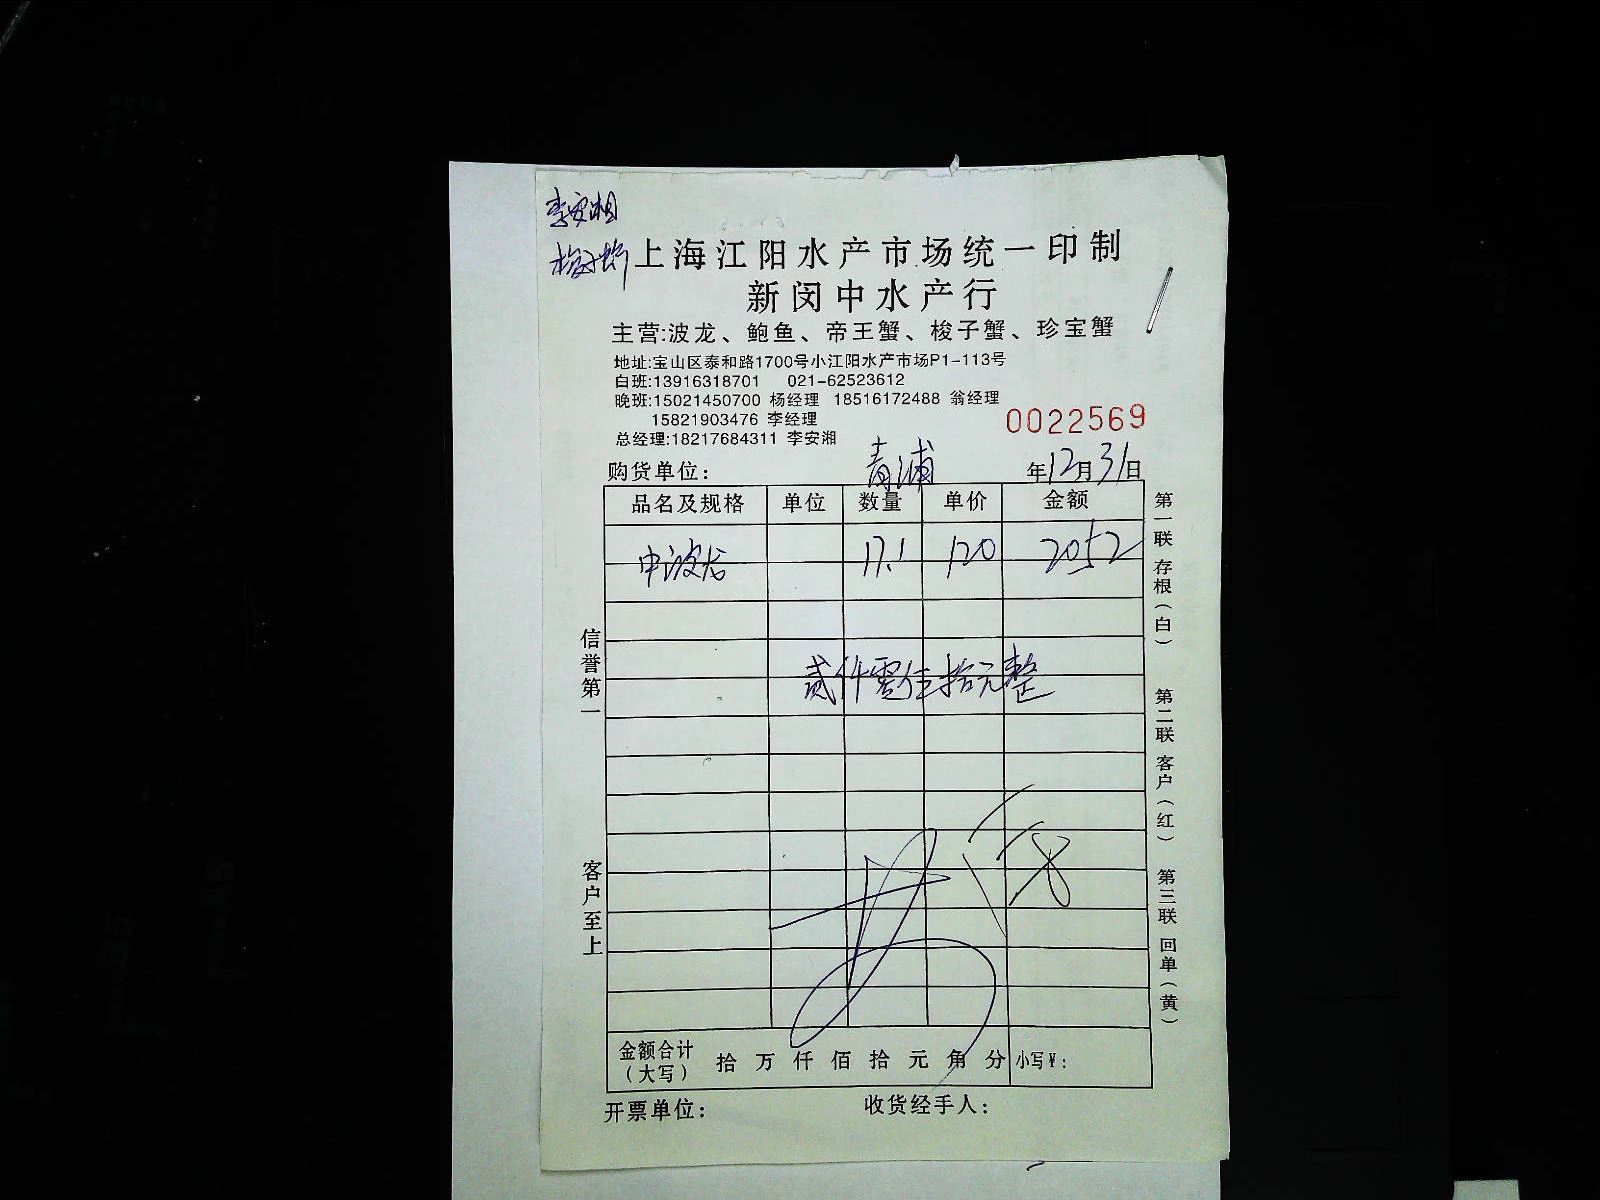 李安湘
上海江阳水产市场统一印制
新闵中水产行
主营:波龙、鲍鱼、帝王蟹、梭子蟹、珍宝蟹
地址:宝山区泰和路1700号小江阳水产市场P1-113号
白班:13916318701 021-62523612
晚班:15021450700 杨经理 18516172488 翁经理
15821903476 李经理
0022569
总经理:18217684311 李安湘
购货单位: 青浦 年12月31日
品名及规格 单位 数量 单价 金额
中波龙 17.1 120 2052
贰仟零伍拾元整
金额合计
(大写) 拾 万 仟 佰 拾 元 角 分 小写¥:
开票单位: 收货经手人:
信誉第一
客户至上
第一联 存根(白)
第二联 客户(红)
第三联 回单(黄)